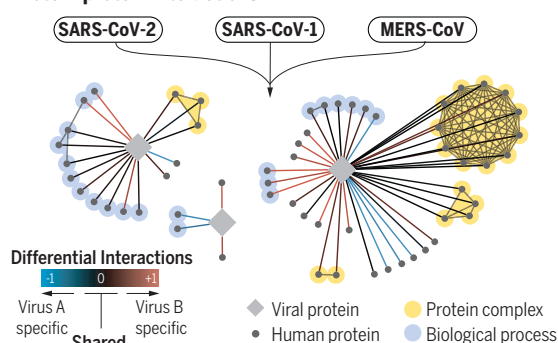 SARS-CoV-2
SARS-CoV-1
MERS-CoV
Differential Interactions
-1
0
+1
Virus A
specific
Virus B
specific
Shared
Viral protein
Human protein
Protein complex
Biological process